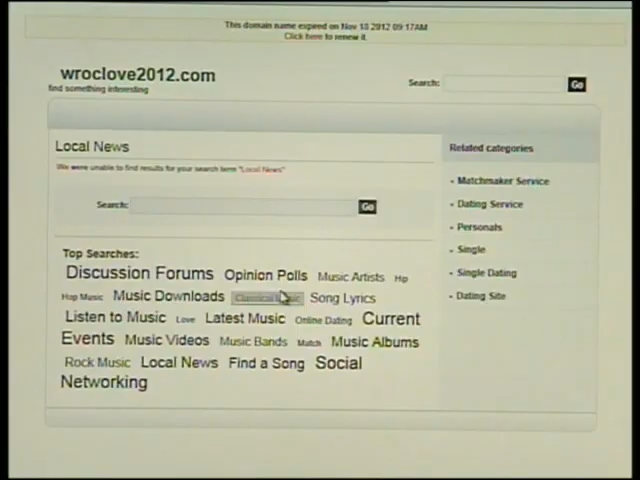 This domain name expired on Nov 18 2012 09:17AM
Click here to renew it.
wroclove2012.com
find something interesting
Search:
Go
Local News
We were unable to find results for your search term "Local News"
Search:
Go
Top Searches:
Discussion Forums Opinion Polls Music Artists Hip
Hop Music Music Downloads Classical Music Song Lyrics
Listen to Music Love Latest Music Online Dating Current
Events Music Videos Music Bands Match Music Albums
Rock Music Local News Find a Song Social
Networking
Related categories
- Matchmaker Service
- Dating Service
- Personals
- Single
- Single Dating
- Dating Site